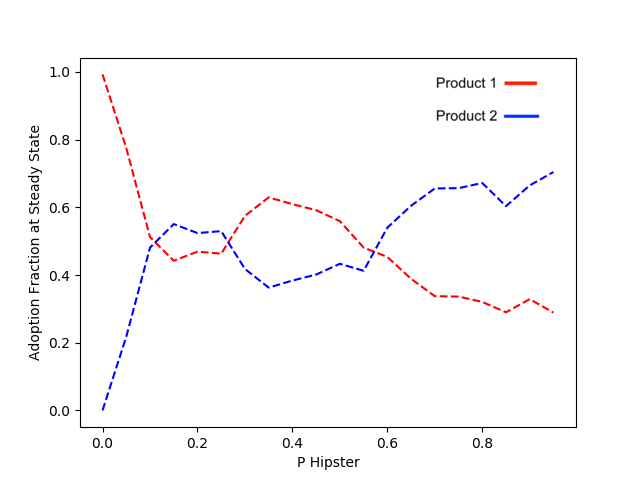 Product 1
Product 2
1.0
0.8
0.6
0.4
0.2
0.0
Adoption Fraction at Steady State
0.0 0.2 0.4 0.6 0.8
P Hipster